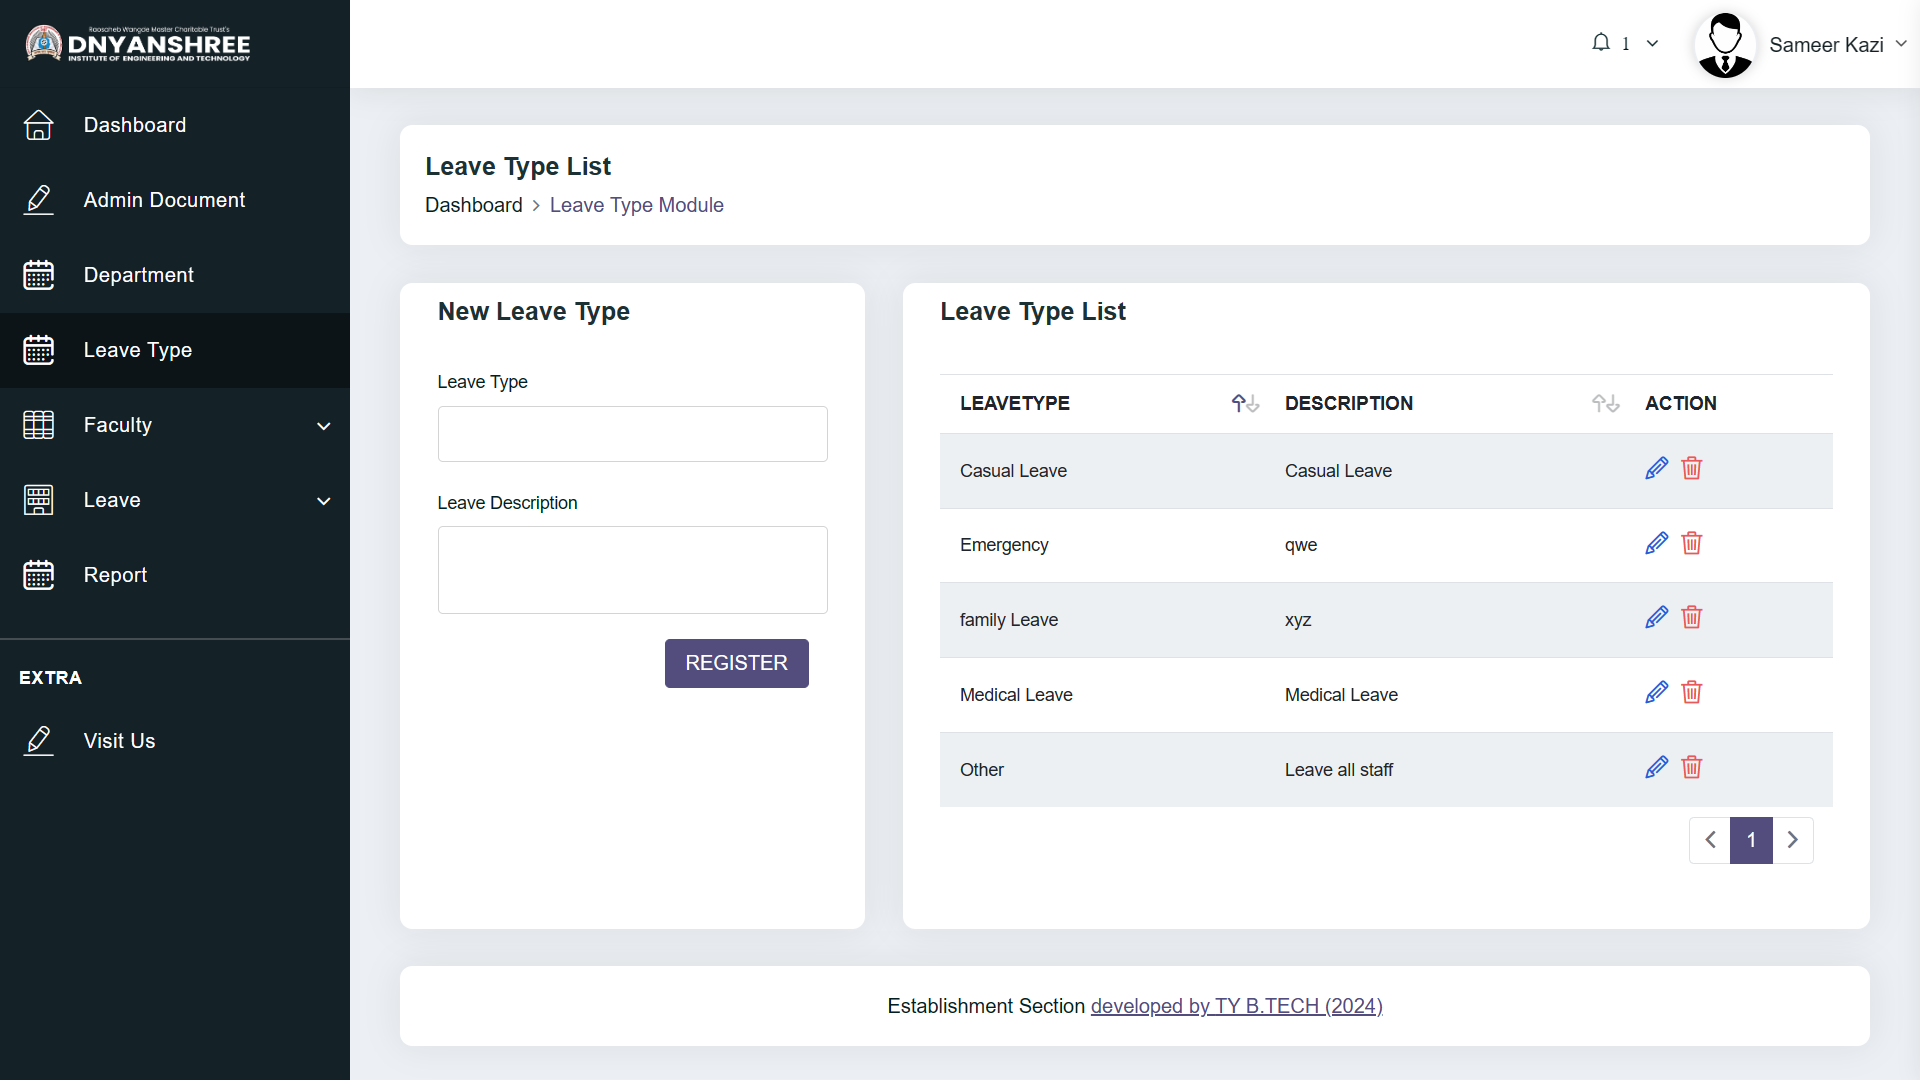 Raosaheb Wangde Master Charitable Trust's
DNYANSHREE
INSTITUTE OF ENGINEERING AND TECHNOLOGY
1
Sameer Kazi
Dashboard
Admin Document
Department
Leave Type
Faculty
Leave
Report
EXTRA
Visit Us
Leave Type List
Dashboard > Leave Type Module
New Leave Type
Leave Type
Leave Description
REGISTER
Leave Type List
LEAVETYPE DESCRIPTION ACTION
Casual Leave Casual Leave
Emergency qwe
family Leave xyz
Medical Leave Medical Leave
Other Leave all staff
1
Establishment Section developed by TY B.TECH (2024)